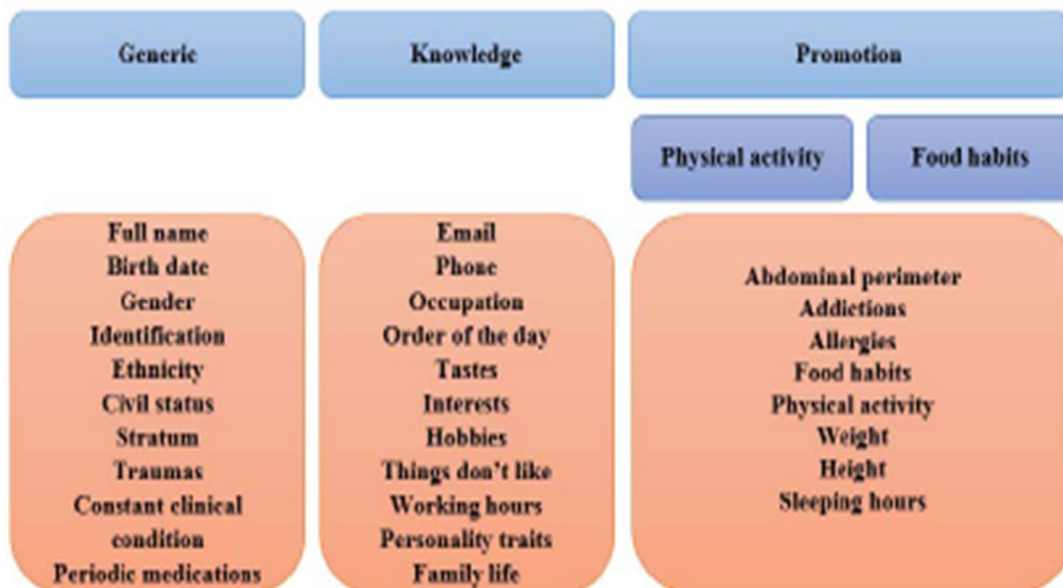 Generic
Knowledge
Promotion
Physical activity
Food habits
Full name
Birth date
Gender
Identification
Ethnicity
Civil status
Stratum
Traumas
Constant clinical
condition
Periodic medications
Email
Phone
Occupation
Order of the day
Tastes
Interests
Hobbies
Things don't like
Working hours
Personality traits
Family life
Abdominal perimeter
Addictions
Allergies
Food habits
Physical activity
Weight
Height
Sleeping hours